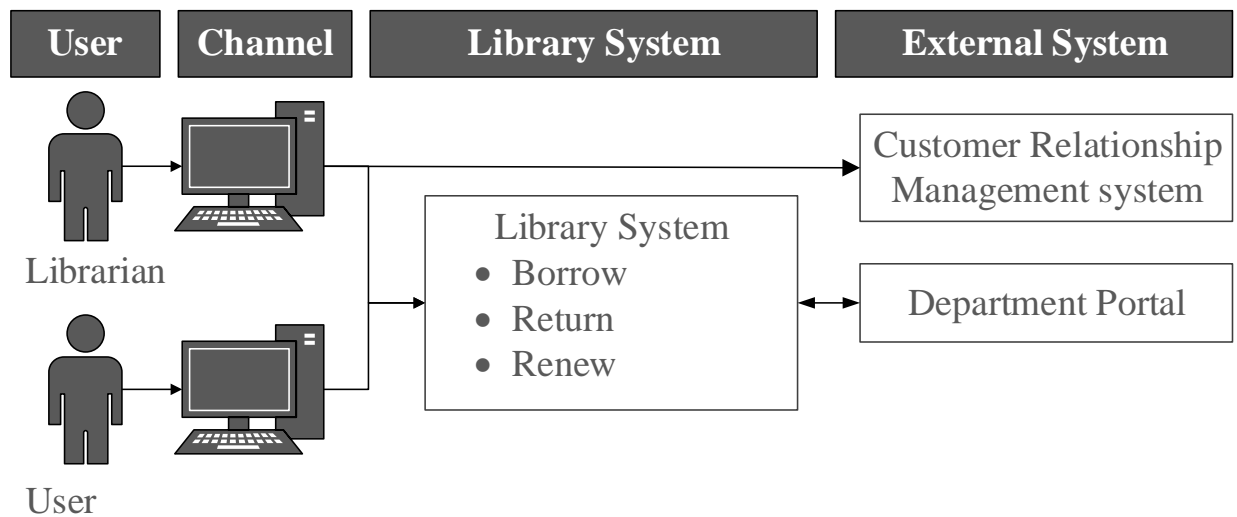 User
Channel
Library System
External System
Customer Relationship
Management system
Librarian
Library System
• Borrow
• Return
• Renew
Department Portal
User